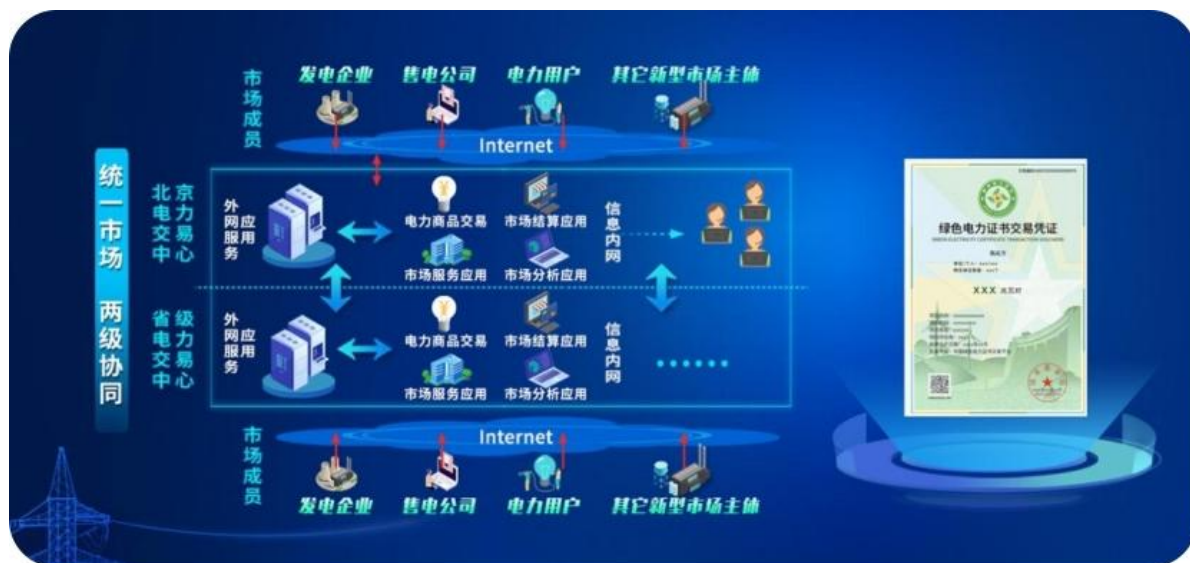 市场成员
发电企业
售电公司
电力用户
其它新型市场主体
Internet
统一市场 两级协同
北京电力交易中心
外网应用服务
电力商品交易
市场结算应用
市场服务应用
市场分析应用
信息内网
省级电力交易中心
外网应用服务
电力商品交易
市场结算应用
市场服务应用
市场分析应用
信息内网
市场成员
Internet
发电企业
售电公司
电力用户
其它新型市场主体
绿色电力证书交易凭证
GREEN ELECTRICITY CERTIFICATE TRANSACTION VOUCHERS
XXX 兆瓦时